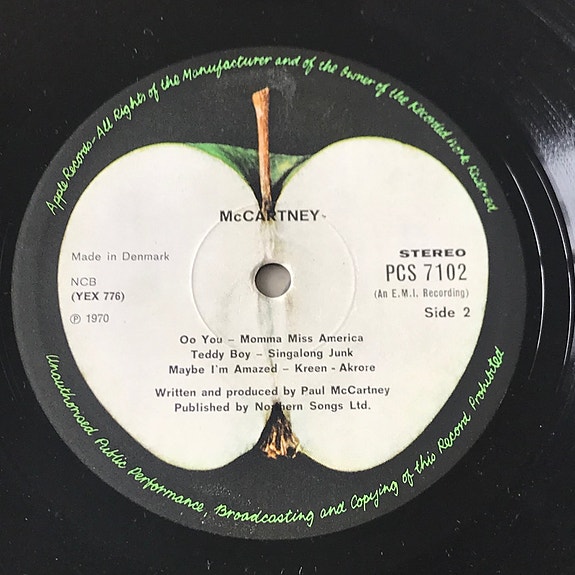 Apple Records - All Rights of the Manufacturer and of the Owner of the Recorded Work Reserved
McCARTNEY
Made in Denmark
NCB
(YEX 776)
℗ 1970
STEREO
PCS 7102
(An E.M.I. Recording)
Side 2
Oo You – Momma Miss America
Teddy Boy – Singalong Junk
Maybe I'm Amazed – Kreen - Akrore
Written and produced by Paul McCartney
Published by Northern Songs Ltd.
Unauthorised Public Performance, Broadcasting and Copying of this Record Prohibited